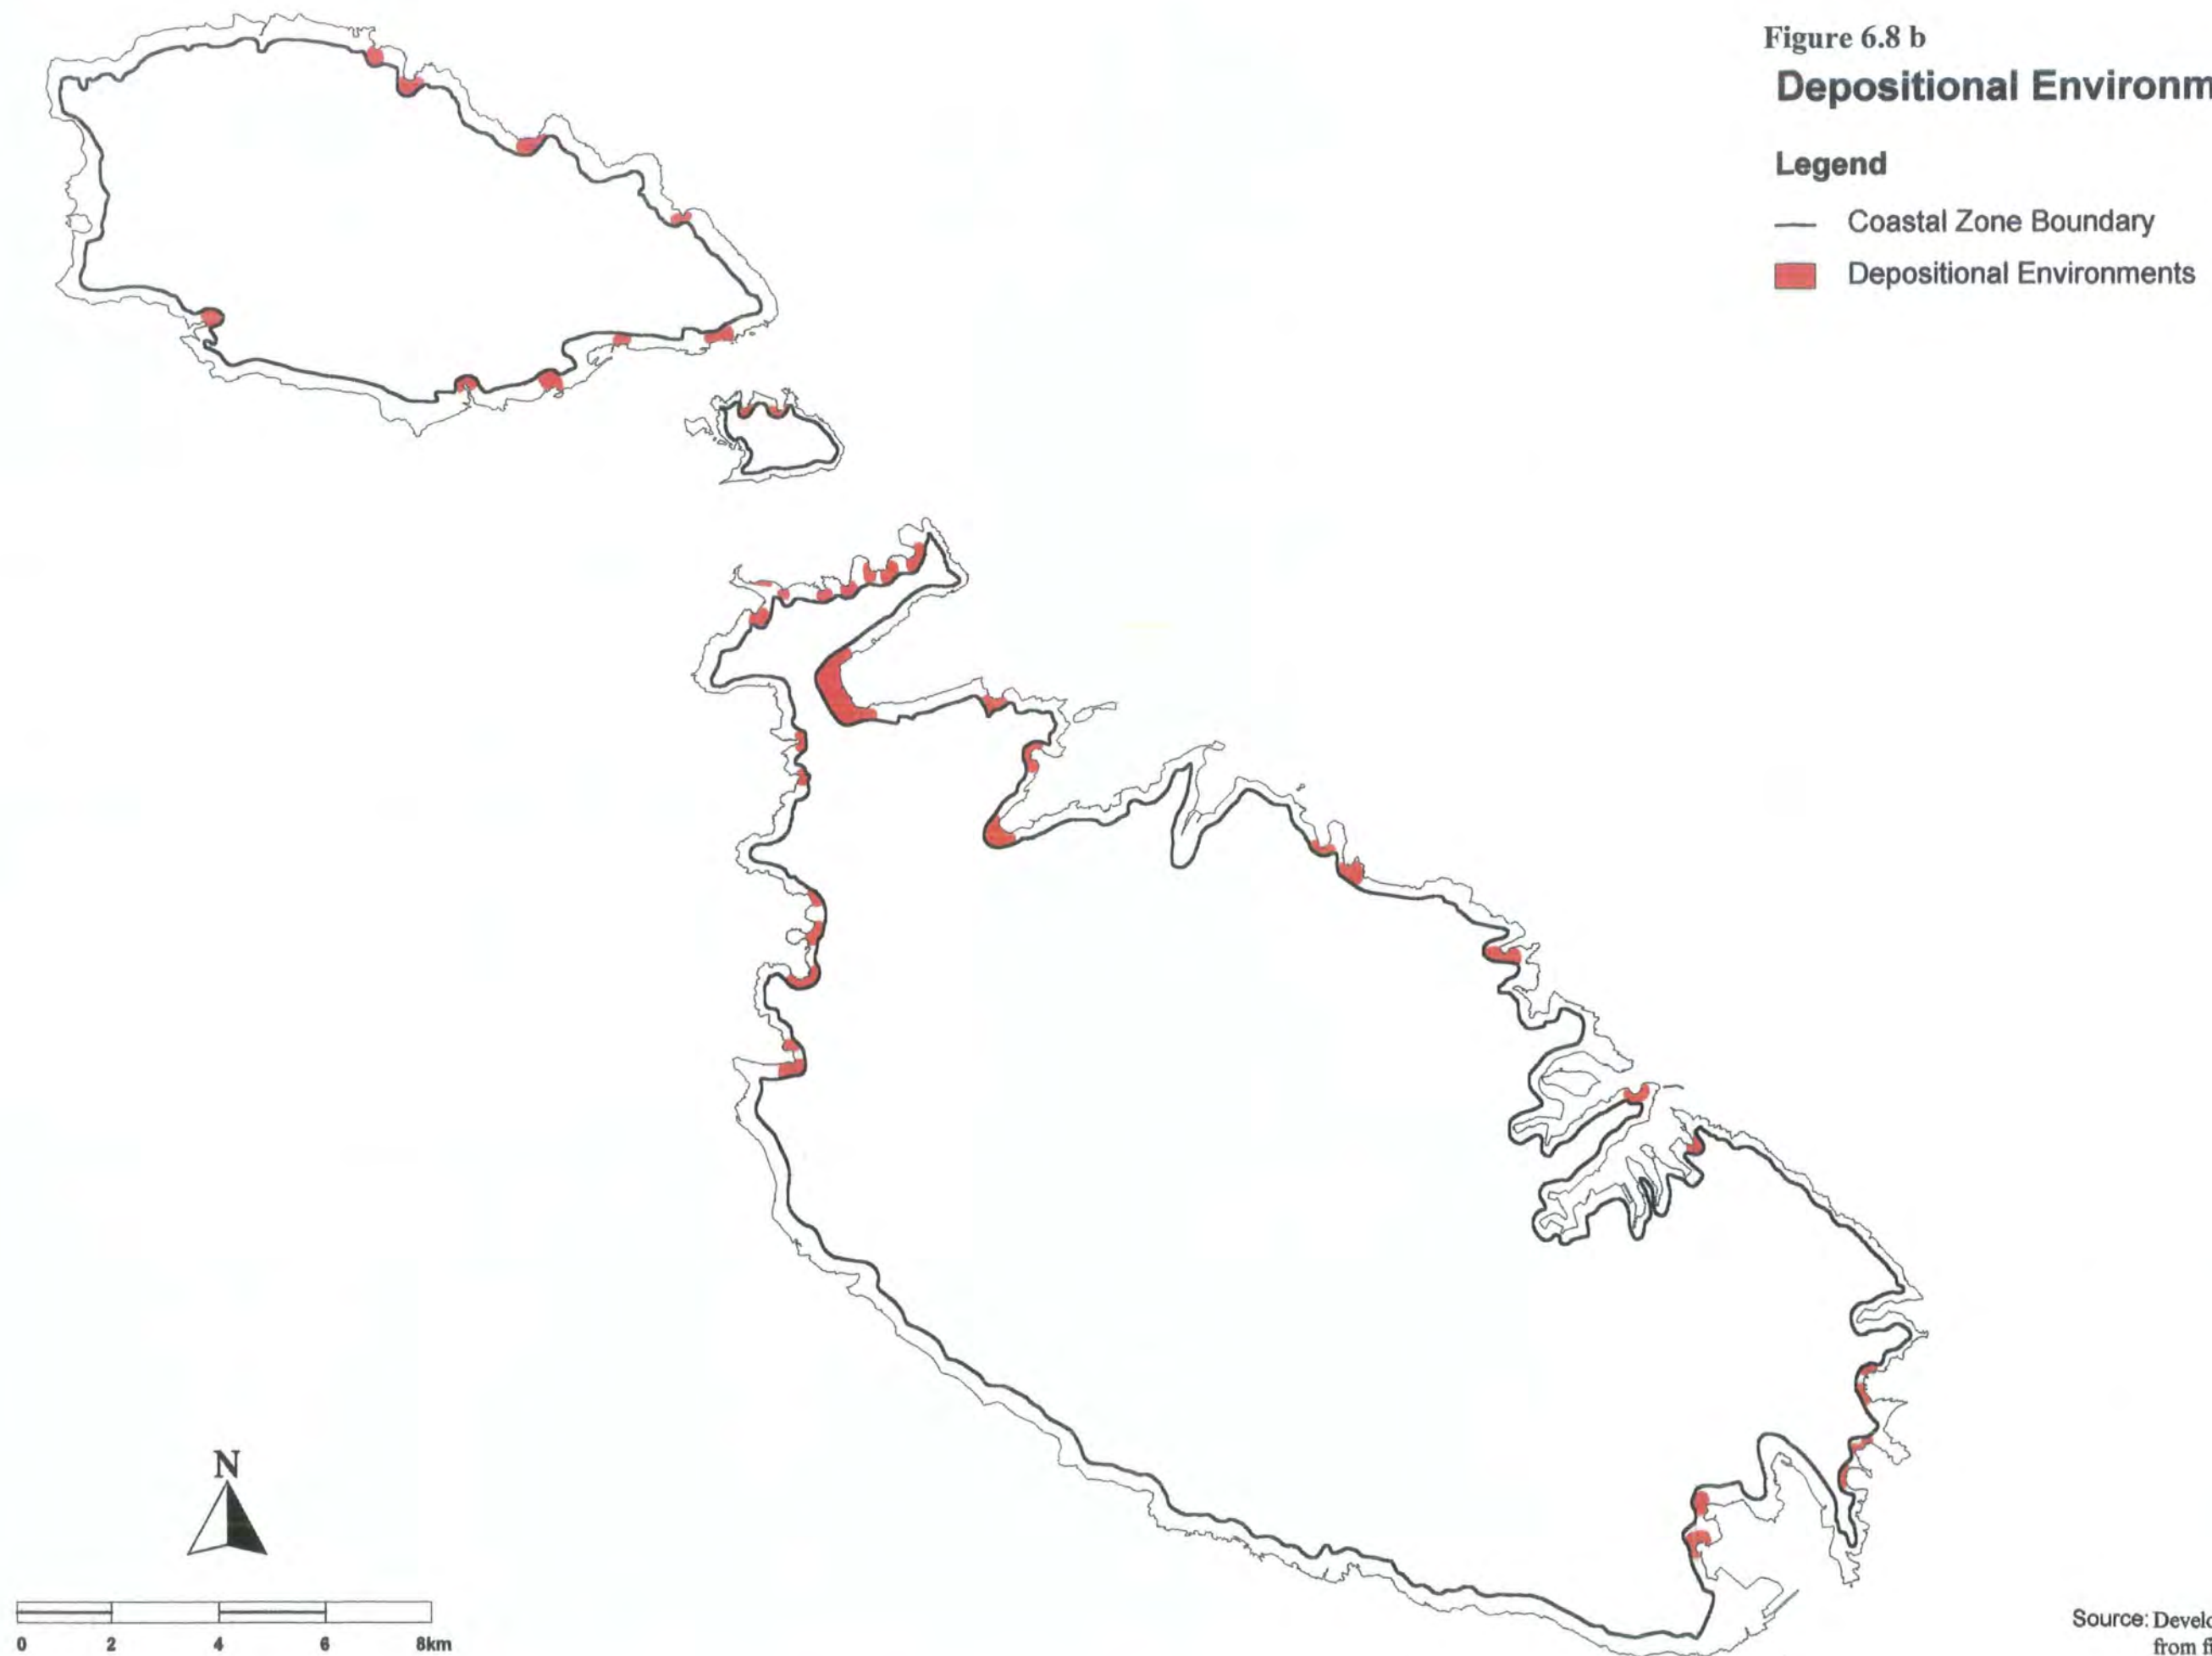 Figure 6.8 b
Depositional Environm
Legend
Coastal Zone Boundary
Depositional Environments
N
0 2 4 6 8km
Source: Develo
from fi